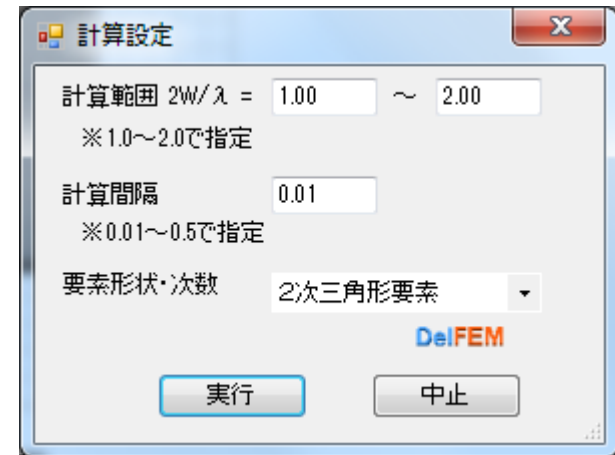 計算設定
計算範囲 2W/λ = 1.00 ～ 2.00
※1.0～2.0で指定
計算間隔 0.01
※0.01～0.5で指定
要素形状・次数 2次三角形要素
DelFEM
実行 中止